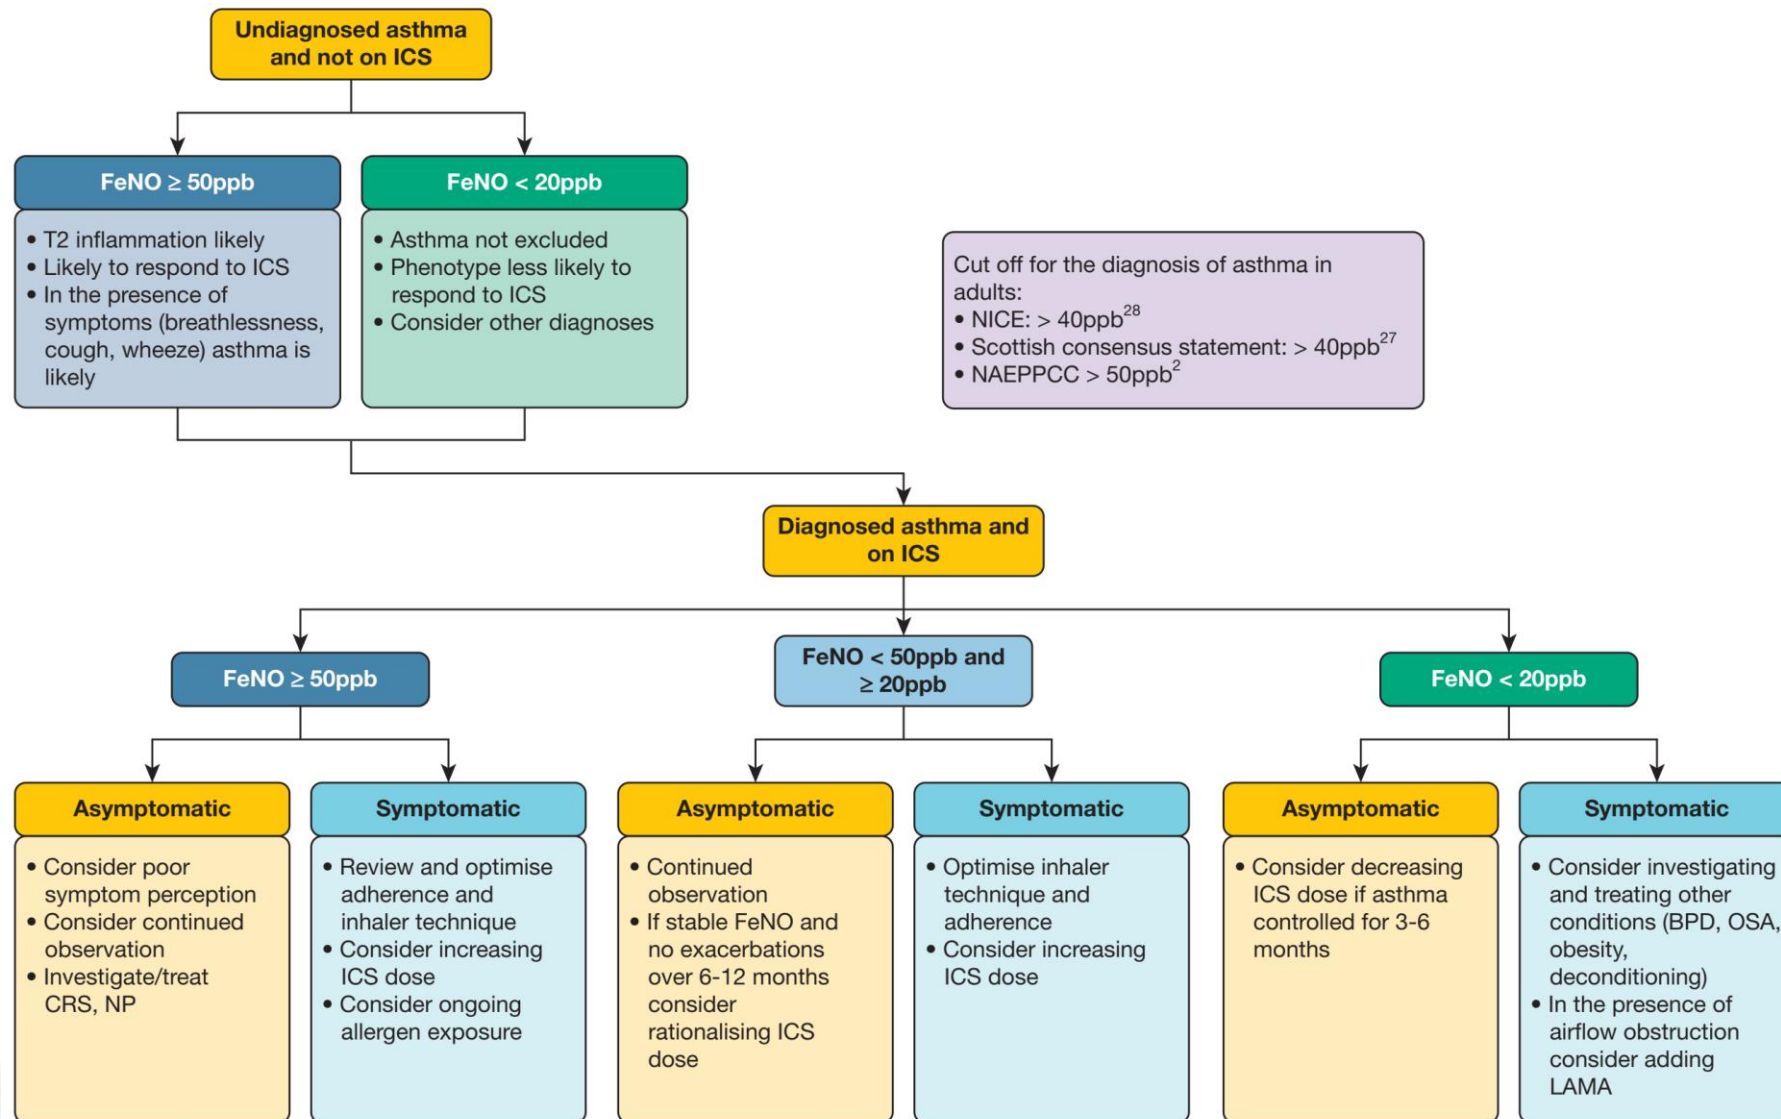 Undiagnosed asthma
and not on ICS
FeNO ≥ 50ppb
• T2 inflammation likely
• Likely to respond to ICS
• In the presence of
symptoms (breathlessness,
cough, wheeze) asthma is
likely
FeNO < 20ppb
• Asthma not excluded
• Phenotype less likely to
respond to ICS
• Consider other diagnoses
Cut off for the diagnosis of asthma in
adults:
• NICE: > 40ppb²⁸
• Scottish consensus statement: > 40ppb²⁷
• NAEPPCC > 50ppb²
Diagnosed asthma and
on ICS
FeNO ≥ 50ppb
FeNO < 50ppb and
≥ 20ppb
FeNO < 20ppb
Asymptomatic
• Consider poor
symptom perception
• Consider continued
observation
• Investigate/treat
CRS, NP
Symptomatic
• Review and optimise
adherence and
inhaler technique
• Consider increasing
ICS dose
• Consider ongoing
allergen exposure
Asymptomatic
• Continued
observation
• If stable FeNO and
no exacerbations
over 6-12 months
consider
rationalising ICS
dose
Symptomatic
• Optimise inhaler
technique and
adherence
• Consider increasing
ICS dose
Asymptomatic
• Consider decreasing
ICS dose if asthma
controlled for 3-6
months
Symptomatic
• Consider investigating
and treating other
conditions (BPD, OSA,
obesity,
deconditioning)
• In the presence of
airflow obstruction
consider adding
LAMA